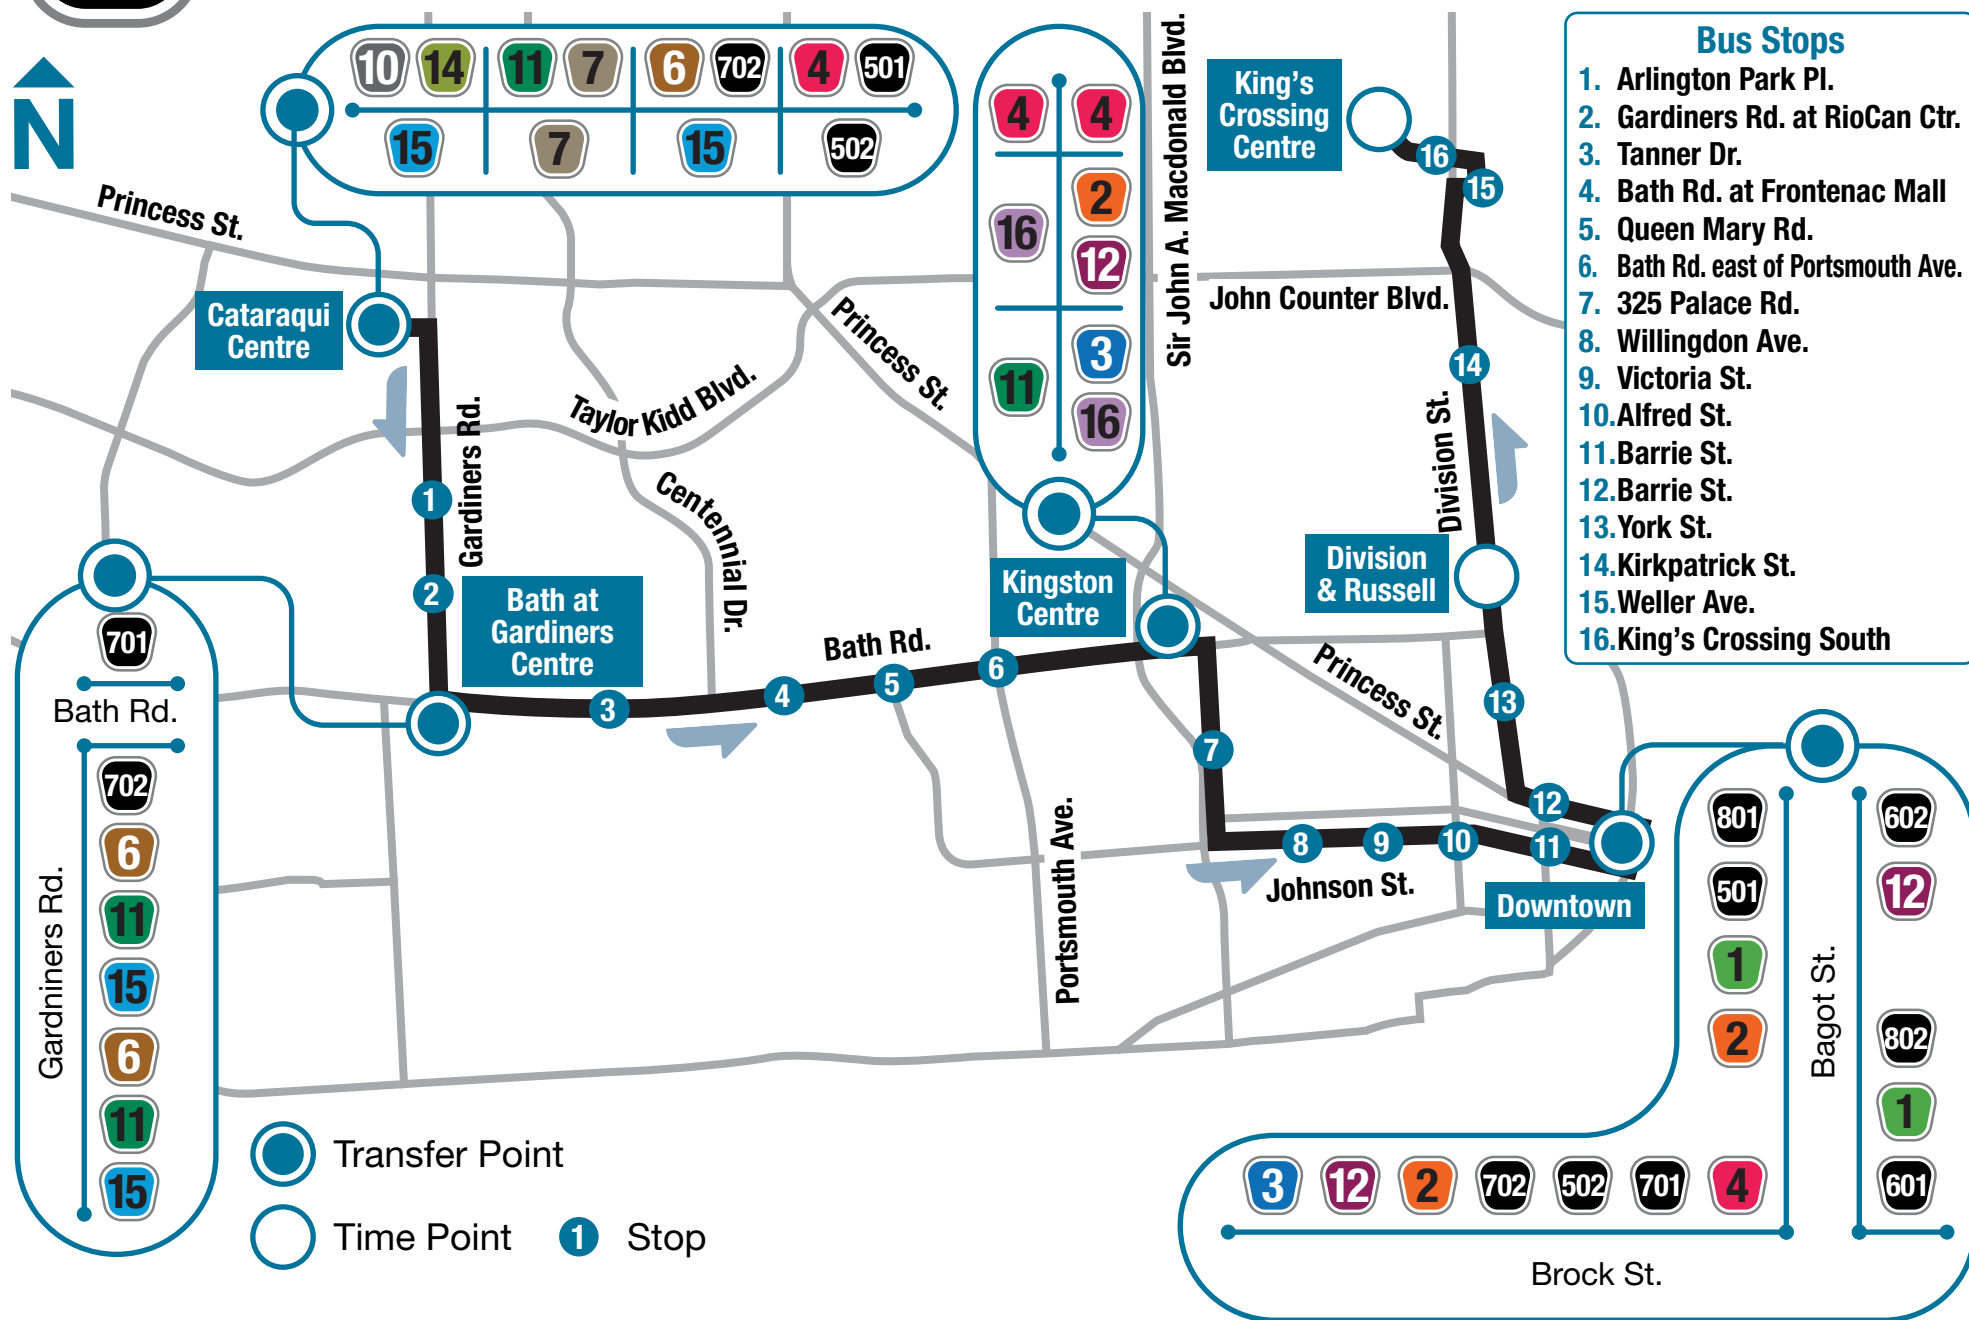 N
10 14 11 7 6 702 4 501
15 7 15 502
4 4
2
16
12
3
11
16
Sir John A. Macdonald Blvd.
King's
Crossing
Centre
16
15
Bus Stops
1. Arlington Park Pl.
2. Gardiners Rd. at RioCan Ctr.
3. Tanner Dr.
4. Bath Rd. at Frontenac Mall
5. Queen Mary Rd.
6. Bath Rd. east of Portsmouth Ave.
7. 325 Palace Rd.
8. Willingdon Ave.
9. Victoria St.
10. Alfred St.
11. Barrie St.
12. Barrie St.
13. York St.
14. Kirkpatrick St.
15. Weller Ave.
16. King's Crossing South
Princess St.
Cataraqui
Centre
Princess St.
John Counter Blvd.
14
Taylor Kidd Blvd.
Gardiners Rd.
Division St.
1
Centennial Dr.
2
Bath at
Gardiners
Centre
Kingston
Centre
Division
& Russell
Bath Rd.
Princess St.
3
4
5
6
7
13
12
8
9
10
11
Johnson St.
Downtown
Portsmouth Ave.
701
Bath Rd.
Gardniners Rd.
702
6
11
15
6
11
15
Transfer Point
Time Point
1 Stop
801
501
1
2
Bagot St.
602
12
802
1
601
3 12 2 702 502 701 4
Brock St.